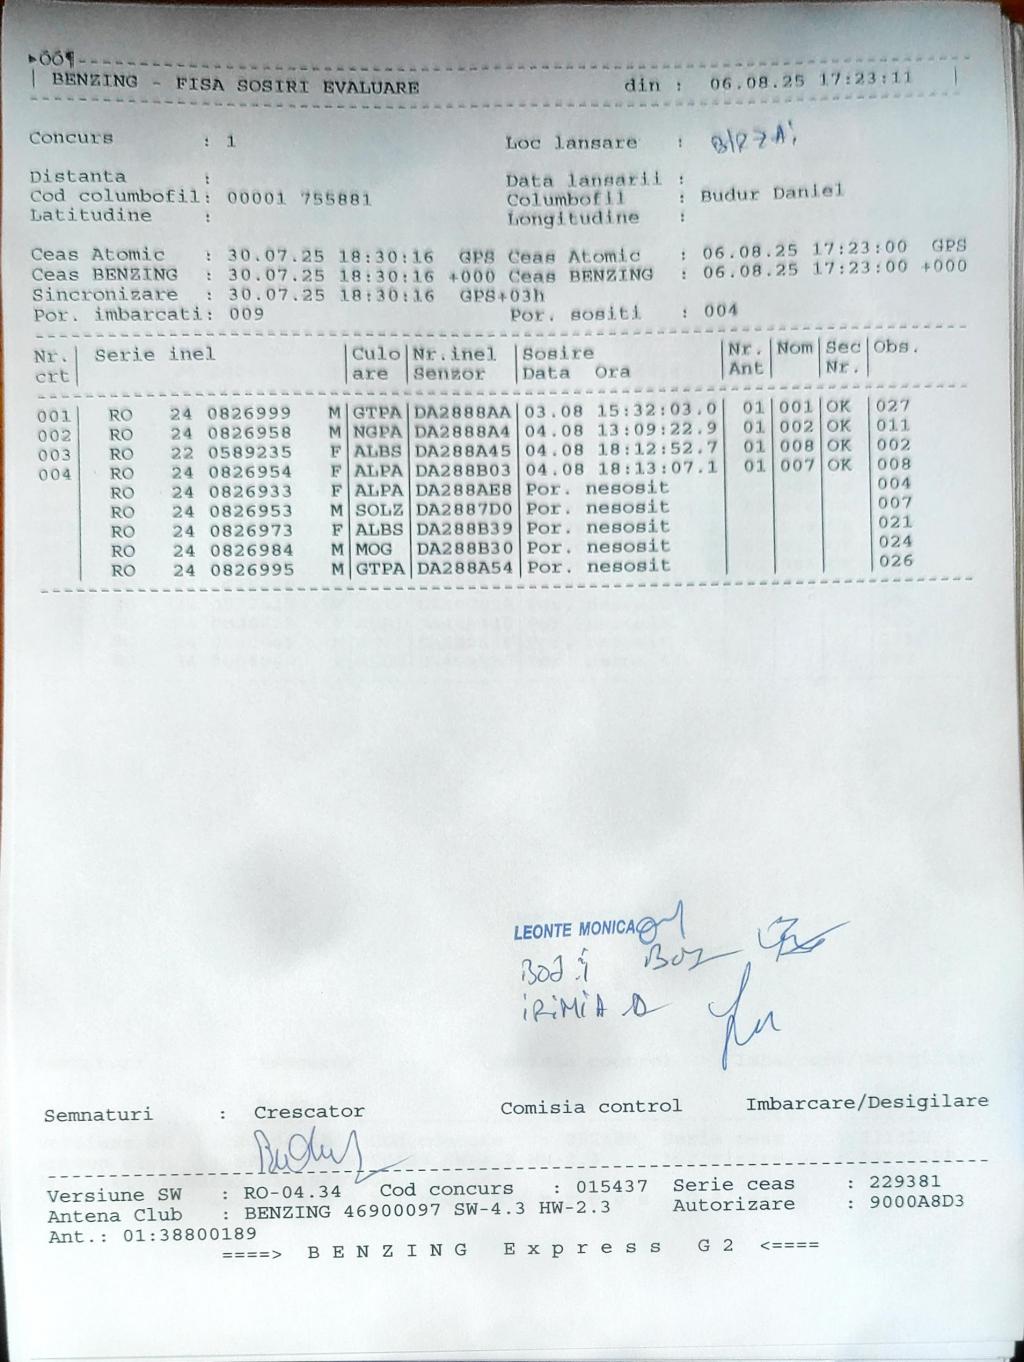 ►ÖÖ¶
BENZING - FISA SOSIRI EVALUARE din : 06.08.25 17:23:11
Concurs : 1 Loc lansare :
Distanta : Data lansarii :
Cod columbofil: 00001 755881 Columbofil : Budur Daniel
Latitudine : Longitudine :
Ceas Atomic : 30.07.25 18:30:16 GPS Ceas Atomic : 06.08.25 17:23:00 GPS
Ceas BENZING : 30.07.25 18:30:16 +000 Ceas BENZING : 06.08.25 17:23:00 +000
Sincronizare : 30.07.25 18:30:16 GPS+03h
Por. imbarcati: 009 Por. sositi : 004
Nr. Serie inel Culo Nr.inel Sosire Nr. Nom Sec Obs.
crt are Senzor Data Ora Ant Nr.
001 RO 24 0826999 M GTPA DA2888AA 03.08 15:32:03.0 01 001 OK 027
002 RO 24 0826958 M NGPA DA2888A4 04.08 13:09:22.9 01 002 OK 011
003 RO 22 0589235 F ALBS DA288A45 04.08 18:12:52.7 01 008 OK 002
004 RO 24 0826954 F ALPA DA288B03 04.08 18:13:07.1 01 007 OK 008
RO 24 0826933 F ALPA DA288AE8 Por. nesosit 004
RO 24 0826953 M SOLZ DA2887D0 Por. nesosit 007
RO 24 0826973 F ALBS DA288B39 Por. nesosit 021
RO 24 0826984 M MOG DA288B30 Por. nesosit 024
RO 24 0826995 M GTPA DA288A54 Por. nesosit 026
LEONTE MONICA
IRIMIA D
Semnaturi : Crescator Comisia control Imbarcare/Desigilare
Versiune SW : RO-04.34 Cod concurs : 015437 Serie ceas : 229381
Antena Club : BENZING 46900097 SW-4.3 HW-2.3 Autorizare : 9000A8D3
Ant.: 01:38800189
====> B E N Z I N G E x p r e s s G 2 <====